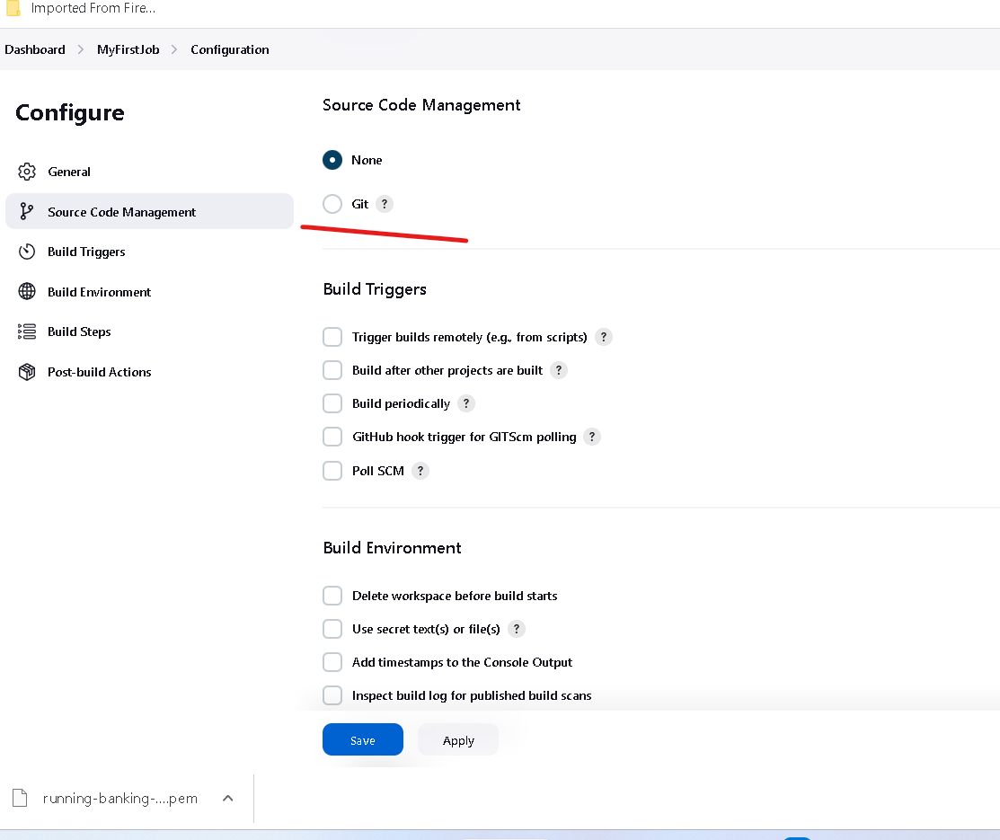 Imported From Fire...
Dashboard > MyFirstJob > Configuration
Configure
General
Source Code Management
Build Triggers
Build Environment
Build Steps
Post-build Actions
Source Code Management
None
Git ?
Build Triggers
Trigger builds remotely (e.g., from scripts) ?
Build after other projects are built ?
Build periodically ?
GitHub hook trigger for GITScm polling ?
Poll SCM ?
Build Environment
Delete workspace before build starts
Use secret text(s) or file(s) ?
Add timestamps to the Console Output
Inspect build log for published build scans
Save Apply
running-banking-....pem